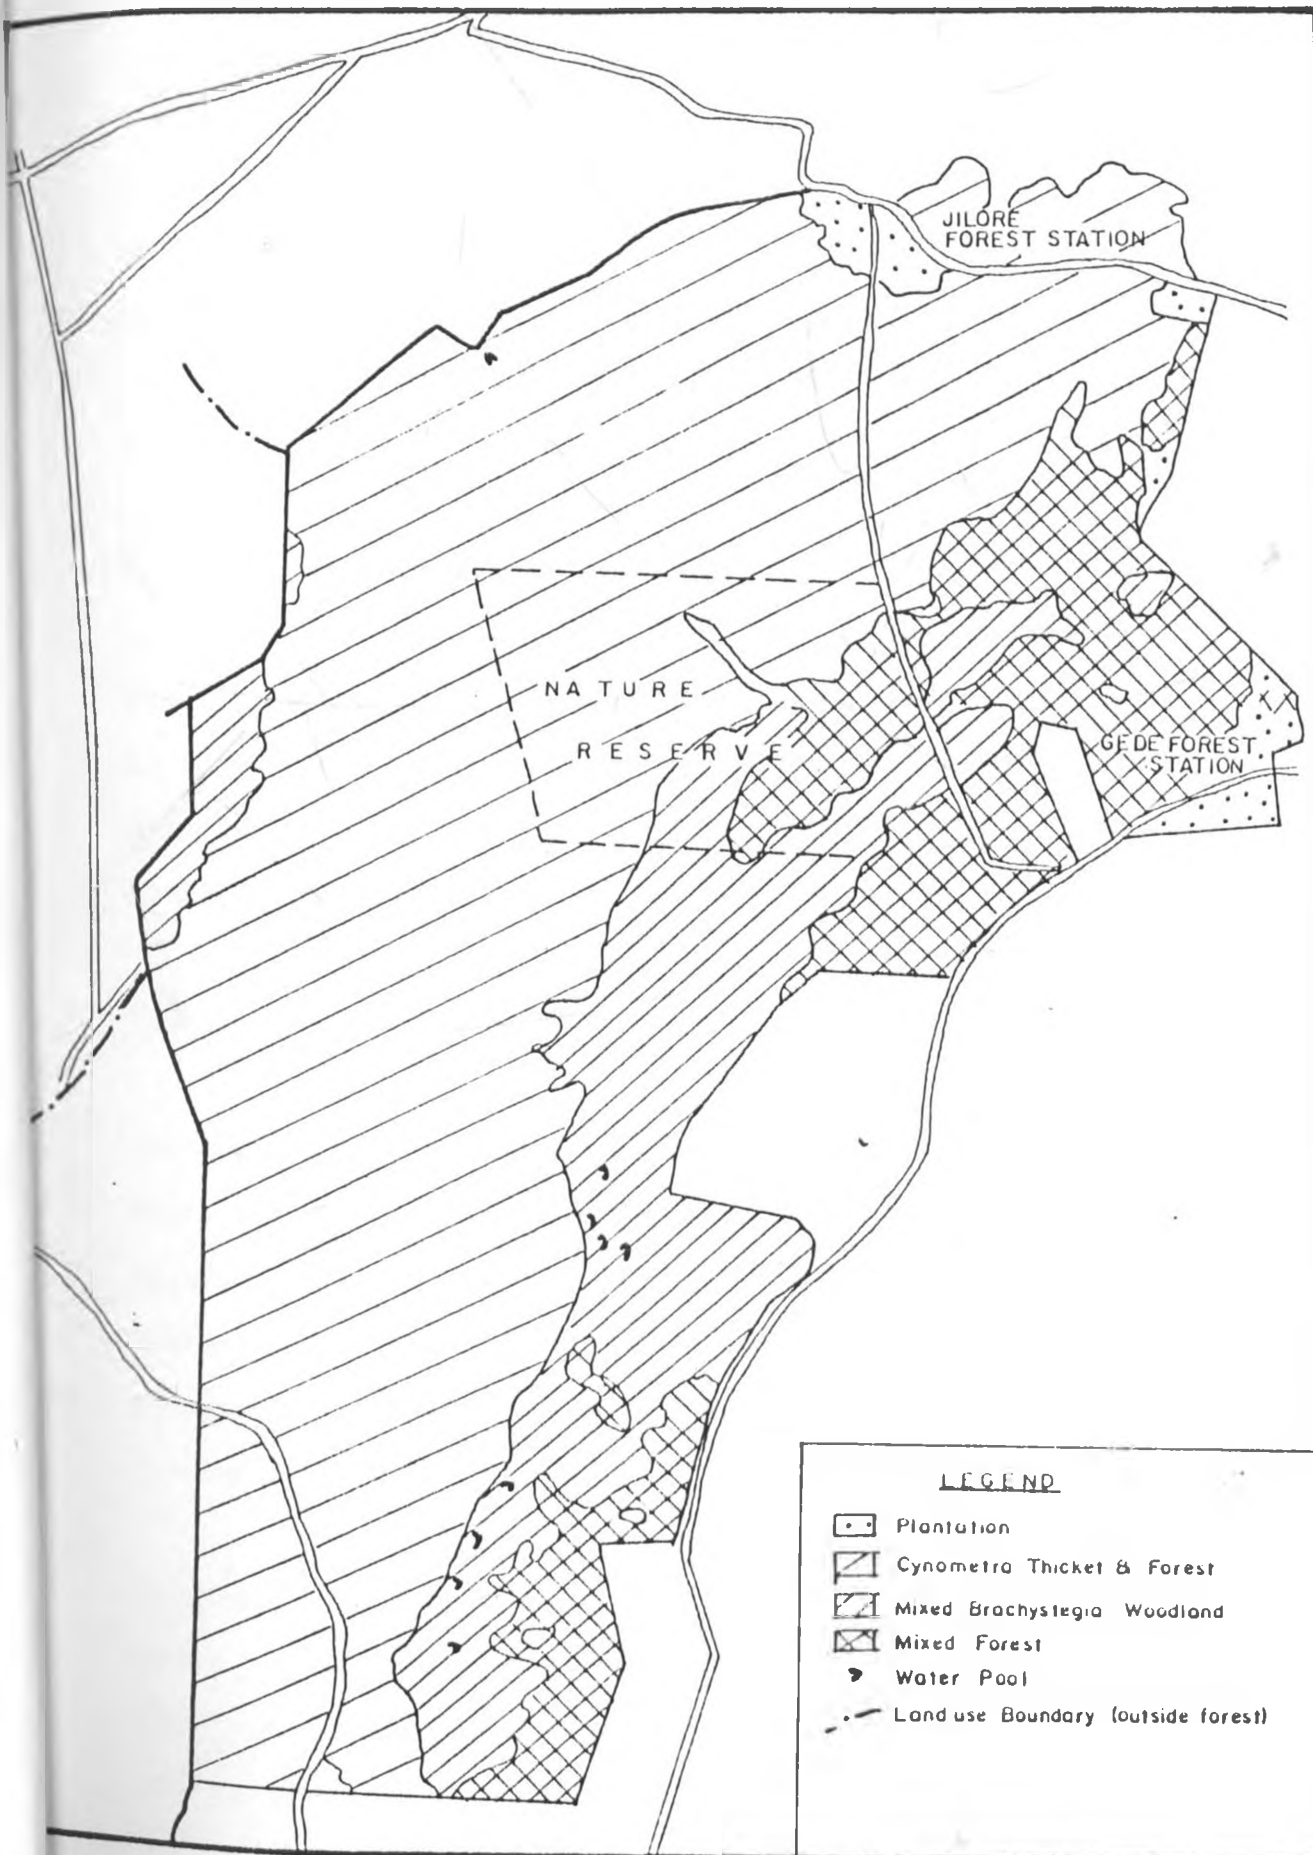 JILORE
FOREST STATION
NATURE
RESERVE
GEDE FOREST
STATION
LEGEND
Plantation
Cynometra Thicket & Forest
Mixed Brachystegia Woodland
Mixed Forest
Water Pool
Land use Boundary (outside forest)